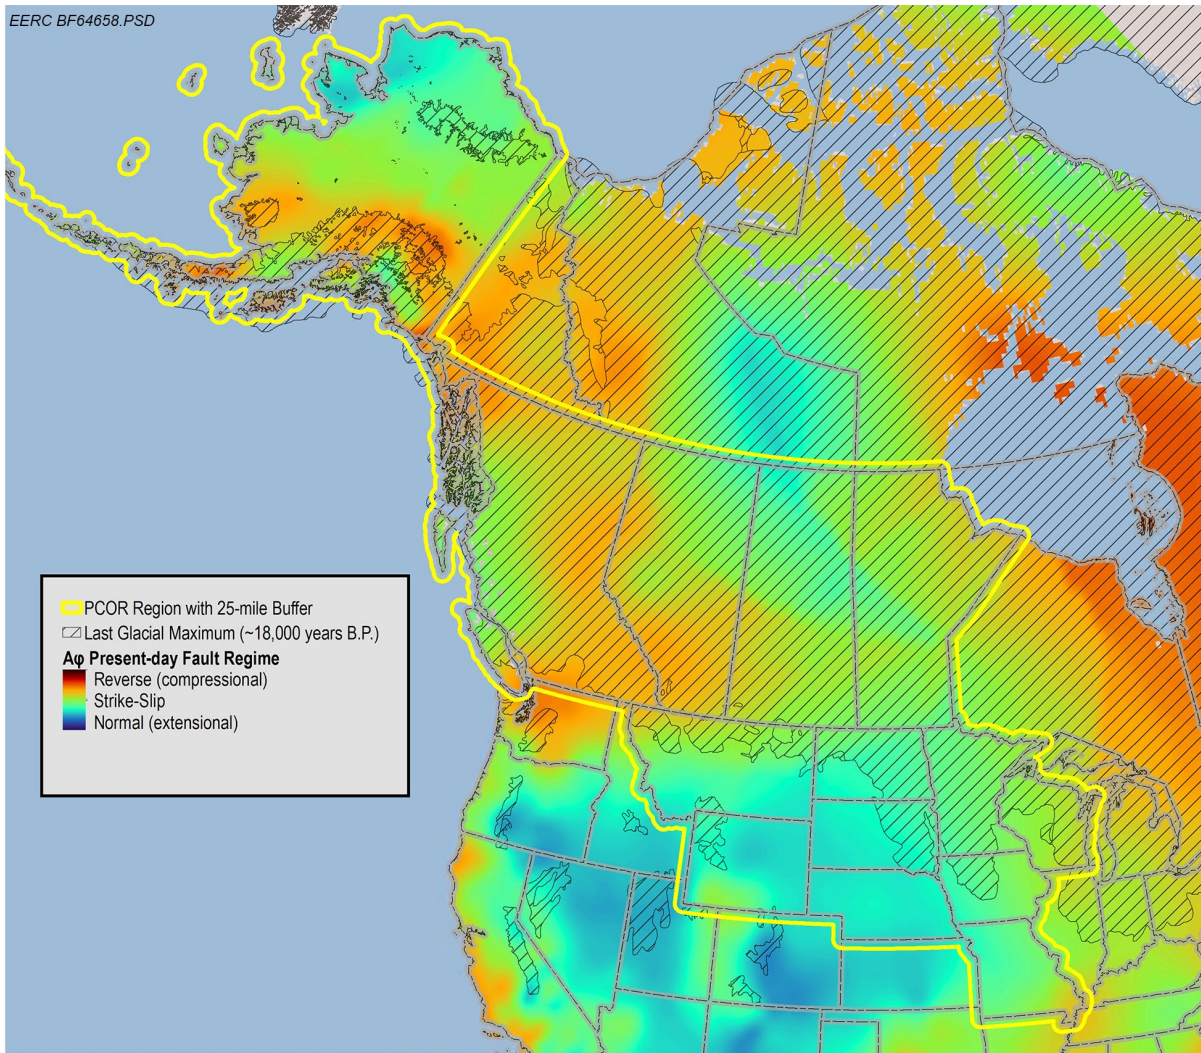 EERC BF64658.PSD
PCOR Region with 25-mile Buffer
Last Glacial Maximum (~18,000 years B.P.)
Aφ Present-day Fault Regime
Reverse (compressional)
Strike-Slip
Normal (extensional)